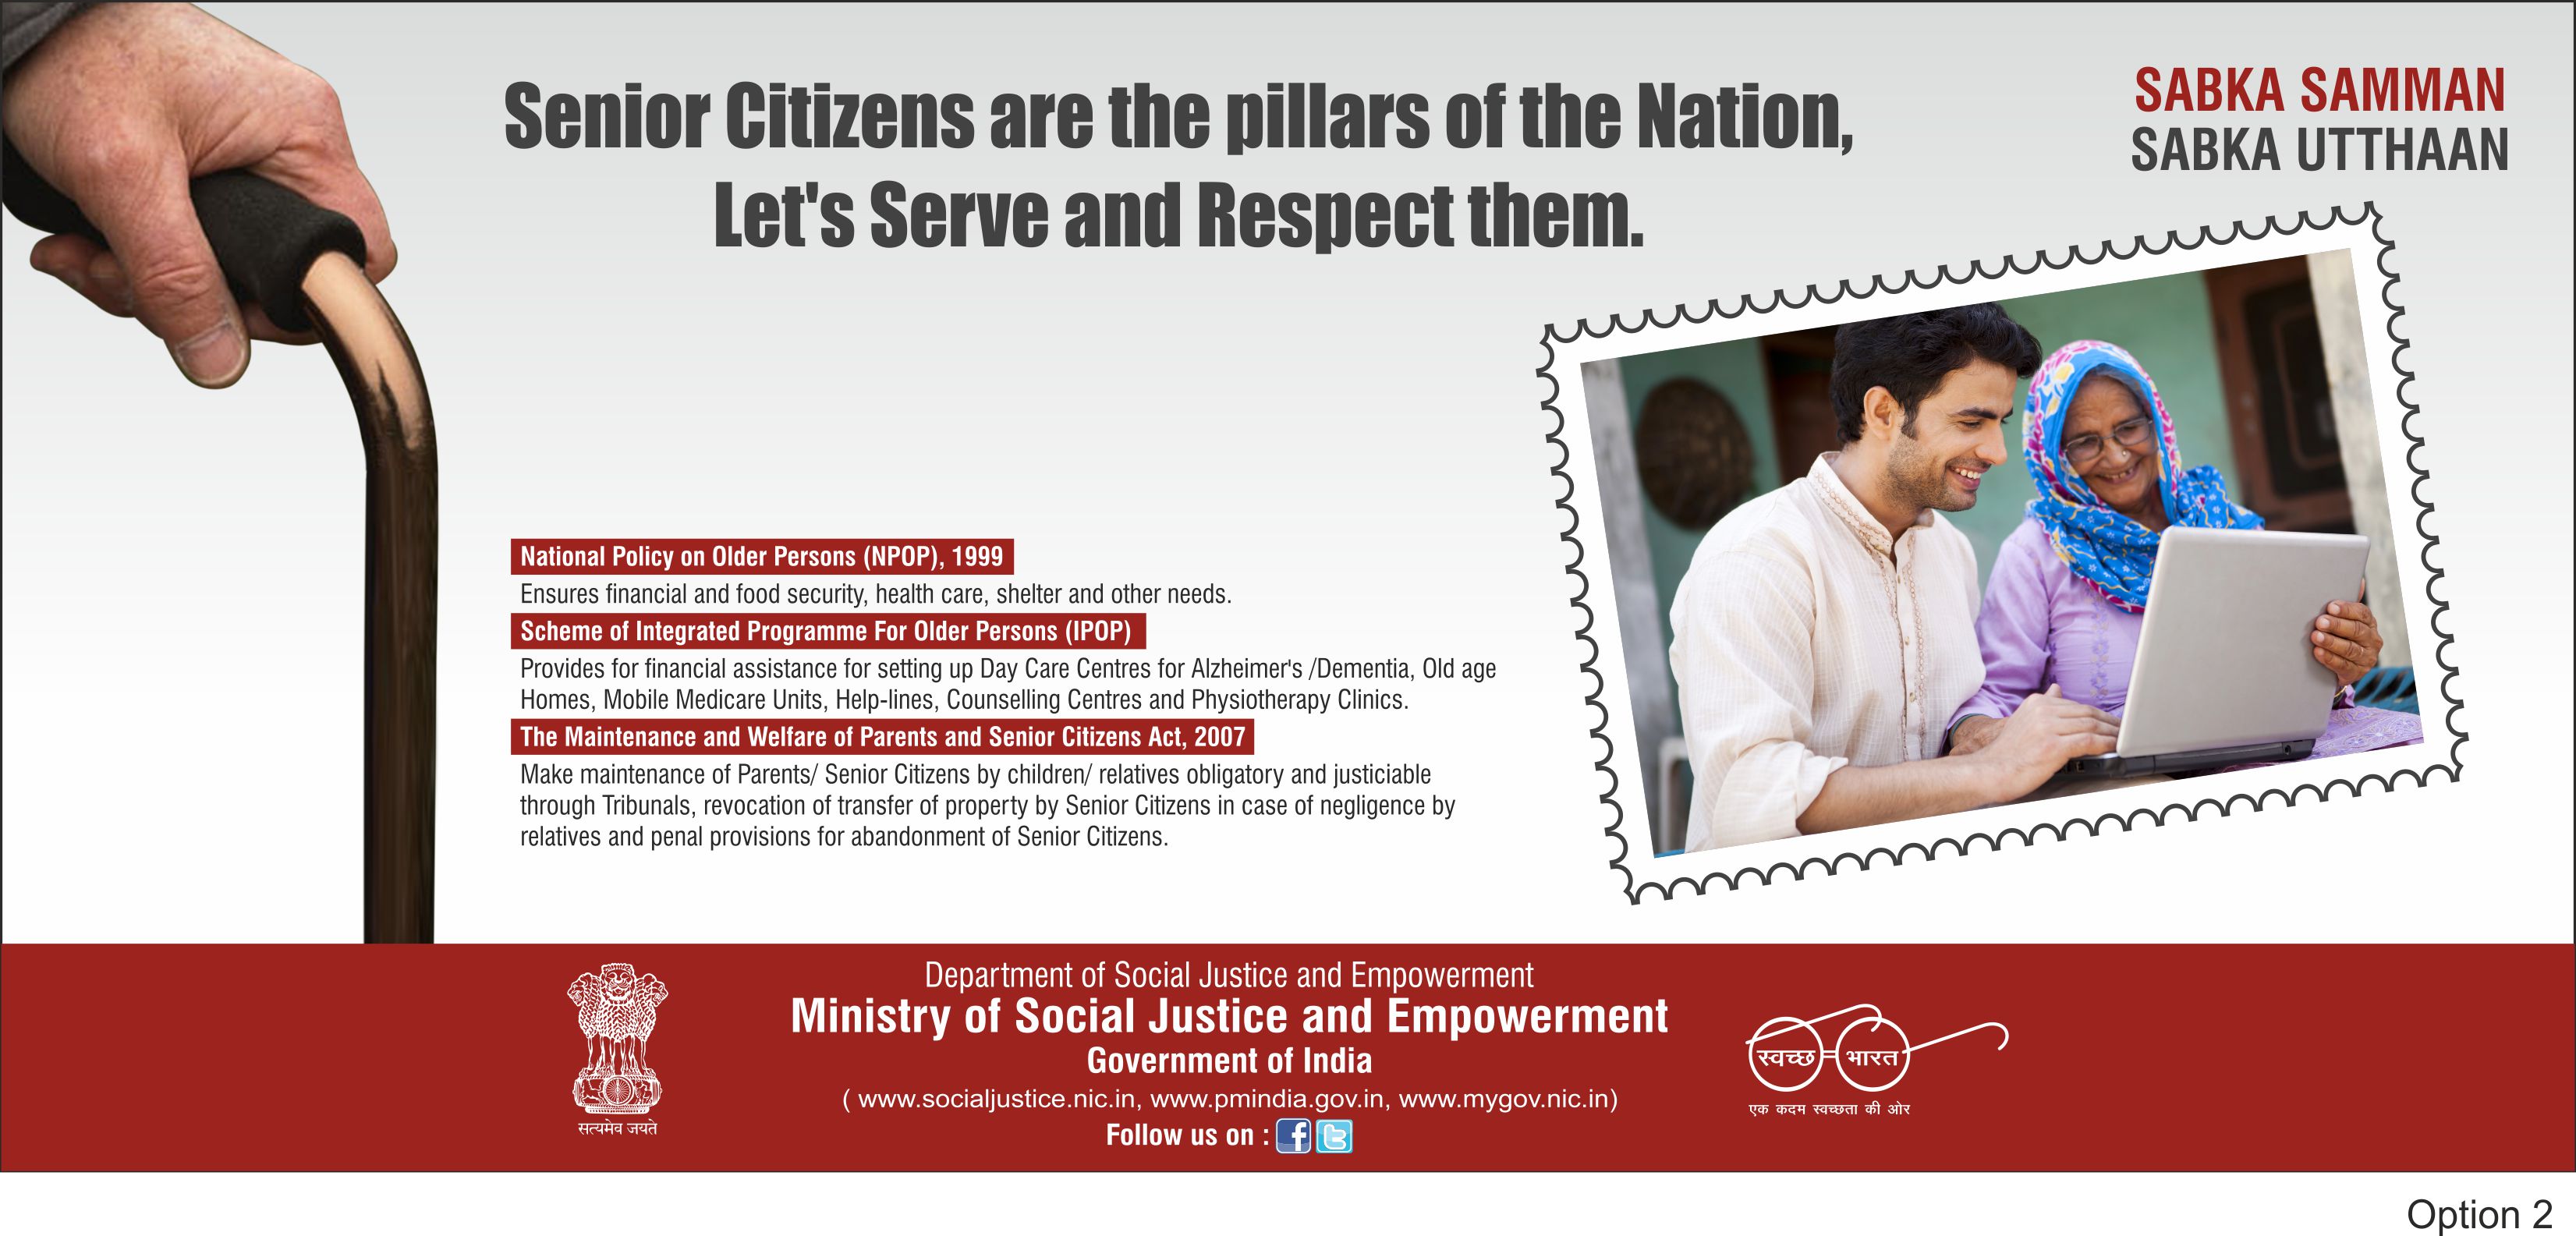 Senior Citizens are the pillars of the Nation,
Let's Serve and Respect them.
SABKA SAMMAN
SABKA UTTHAAN
National Policy on Older Persons (NPOP), 1999
Ensures financial and food security, health care, shelter and other needs.
Scheme of Integrated Programme For Older Persons (IPOP)
Provides for financial assistance for setting up Day Care Centres for Alzheimer's /Dementia, Old age
Homes, Mobile Medicare Units, Help-lines, Counselling Centres and Physiotherapy Clinics.
The Maintenance and Welfare of Parents and Senior Citizens Act, 2007
Make maintenance of Parents/ Senior Citizens by children/ relatives obligatory and justiciable
through Tribunals, revocation of transfer of property by Senior Citizens in case of negligence by
relatives and penal provisions for abandonment of Senior Citizens.
सत्यमेव जयते
Department of Social Justice and Empowerment
Ministry of Social Justice and Empowerment
Government of India
( www.socialjustice.nic.in, www.pmindia.gov.in, www.mygov.nic.in)
Follow us on : f t
स्वच्छ भारत
एक कदम स्वच्छता की ओर
Option 2